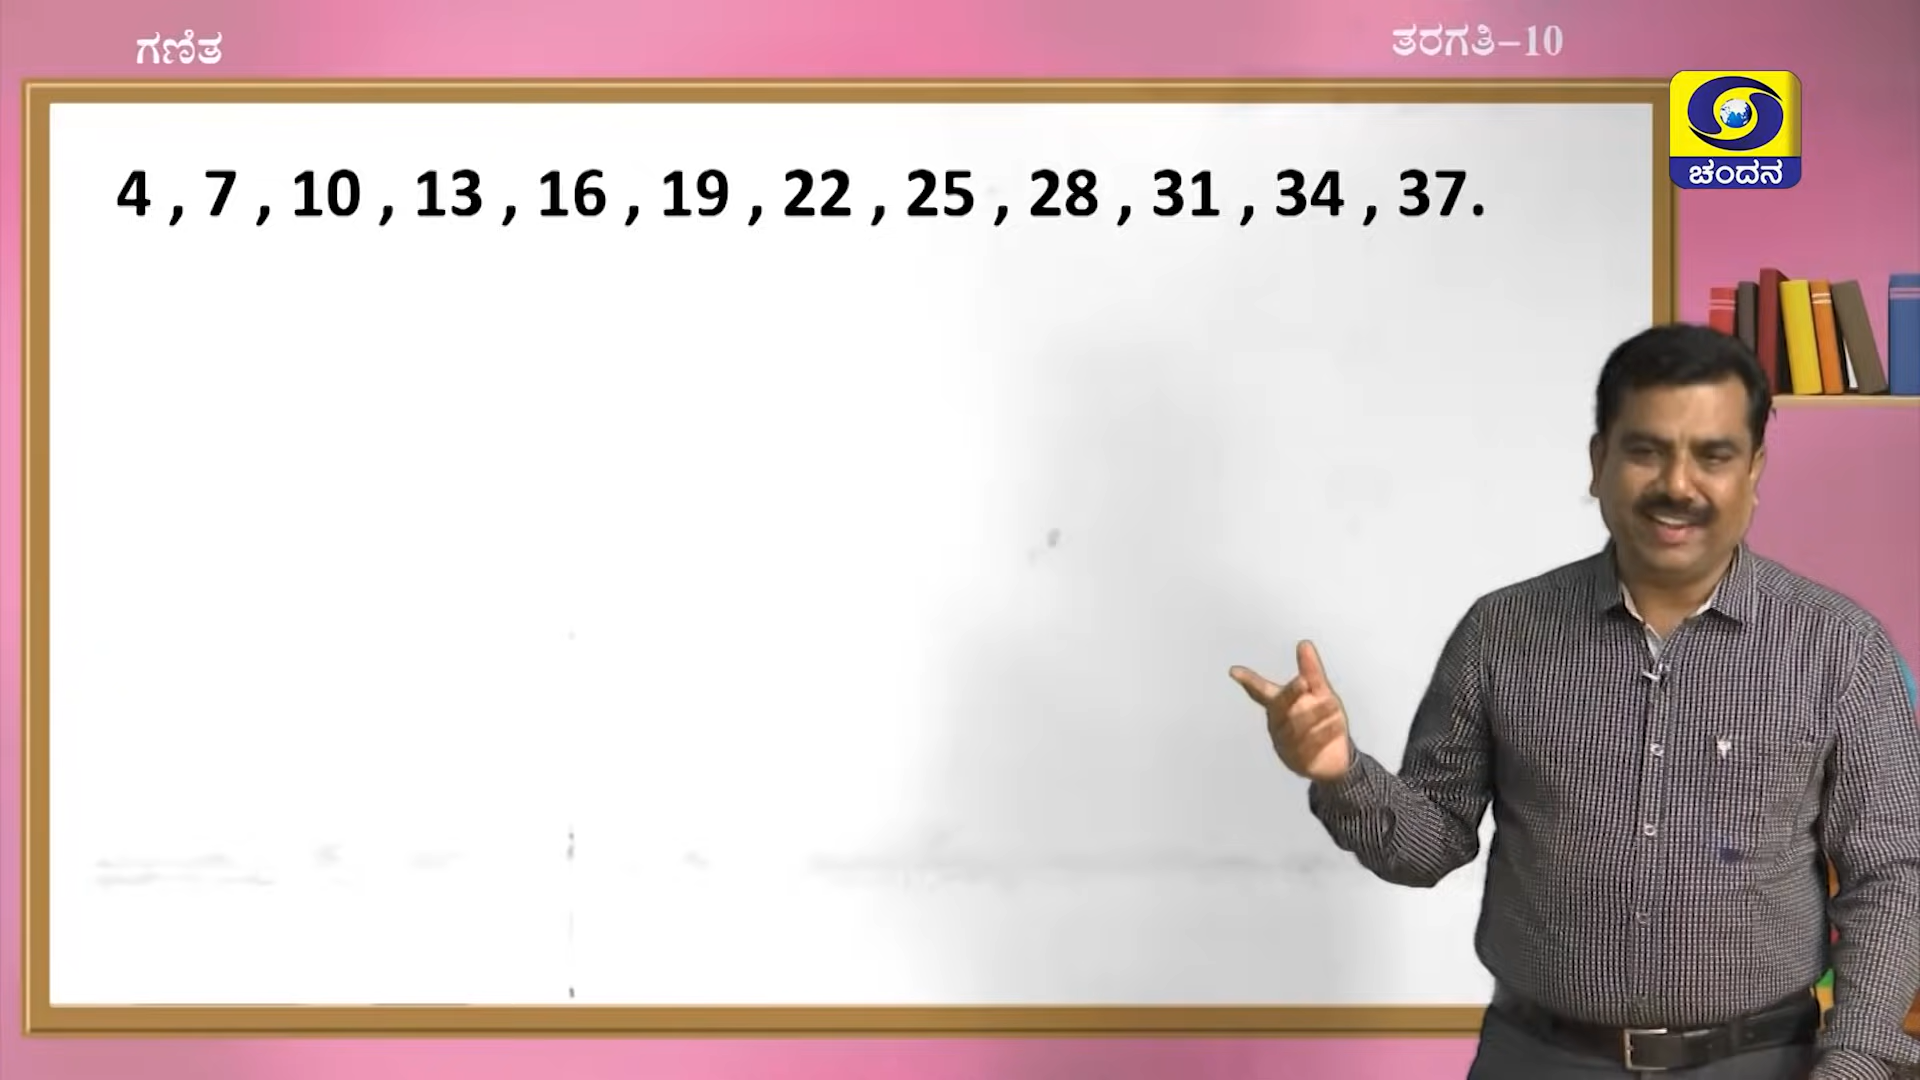 ಗಣಿತ
ತರಗತಿ–10
ಚಂದನ
4 , 7 , 10 , 13 , 16 , 19 , 22 , 25 , 28 , 31 , 34 , 37.